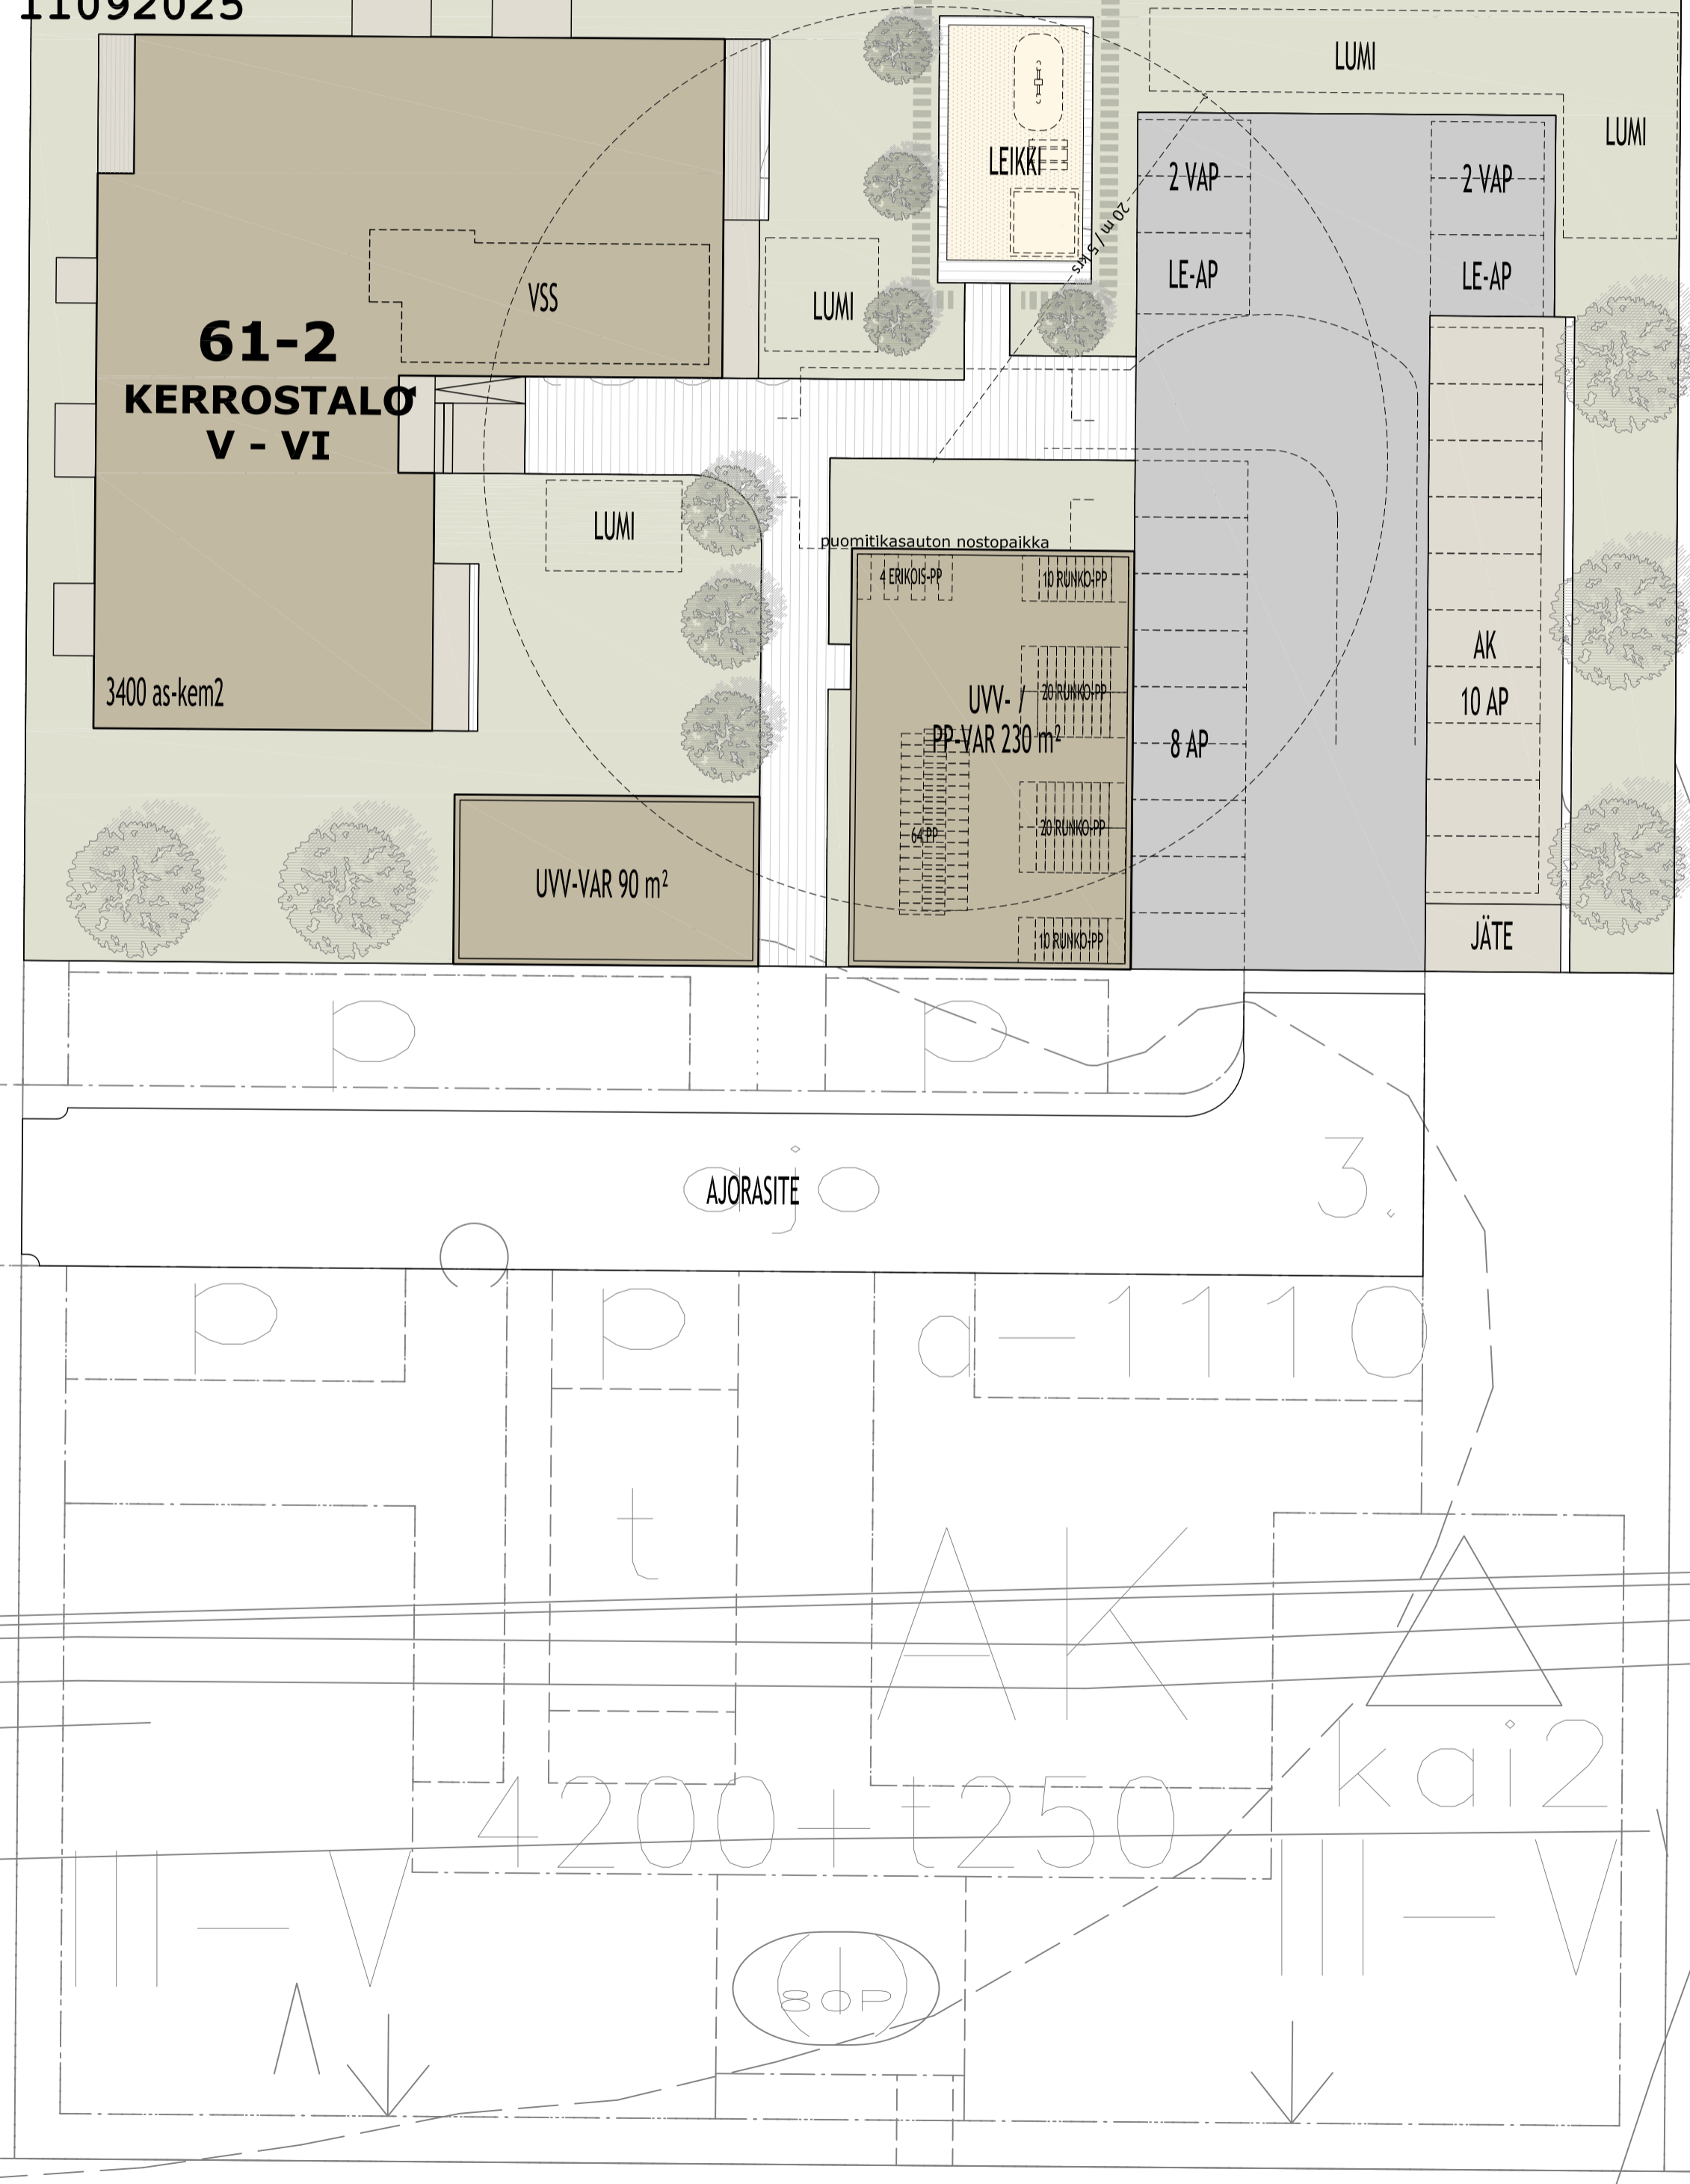 11092025
LUMI
LUMI
LEIKKI
2 VAP
2 VAP
20 m / 5 krs
LE-AP
LE-AP
VSS
LUMI
61-2
KERROSTALO
V - VI
LUMI
puomitikasauton nostopaikka
4 ERIKOIS-PP
10 RUNKO-PP
AK
10 AP
3400 as-kem2
UVV- /
PP-VAR 230 m²
20 RUNKO-PP
8 AP
64 PP
20 RUNKO-PP
UVV-VAR 90 m²
10 RUNKO-PP
JÄTE
p
p
ajo
AJORASITE
3.
p
p
a-1110
t
AK
kai2
4200+t250
III-V
III-V
80P